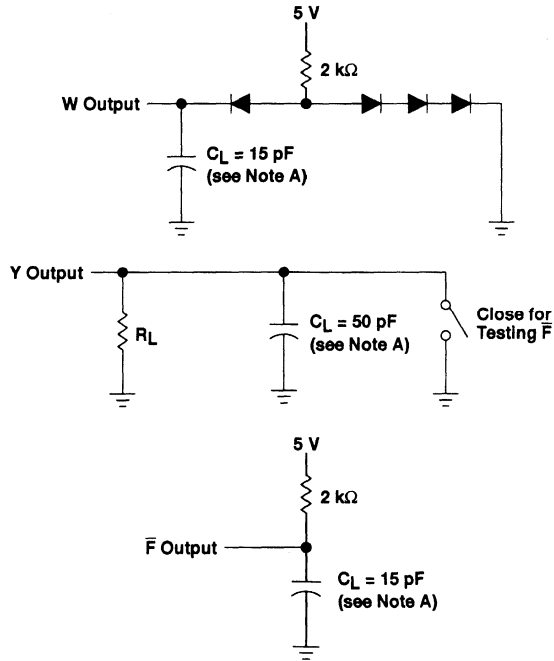 5 V
2 kΩ
W Output
C_L = 15 pF
(see Note A)
Y Output
R_L
C_L = 50 pF
(see Note A)
Close for
Testing F̅
5 V
2 kΩ
F̅ Output
C_L = 15 pF
(see Note A)